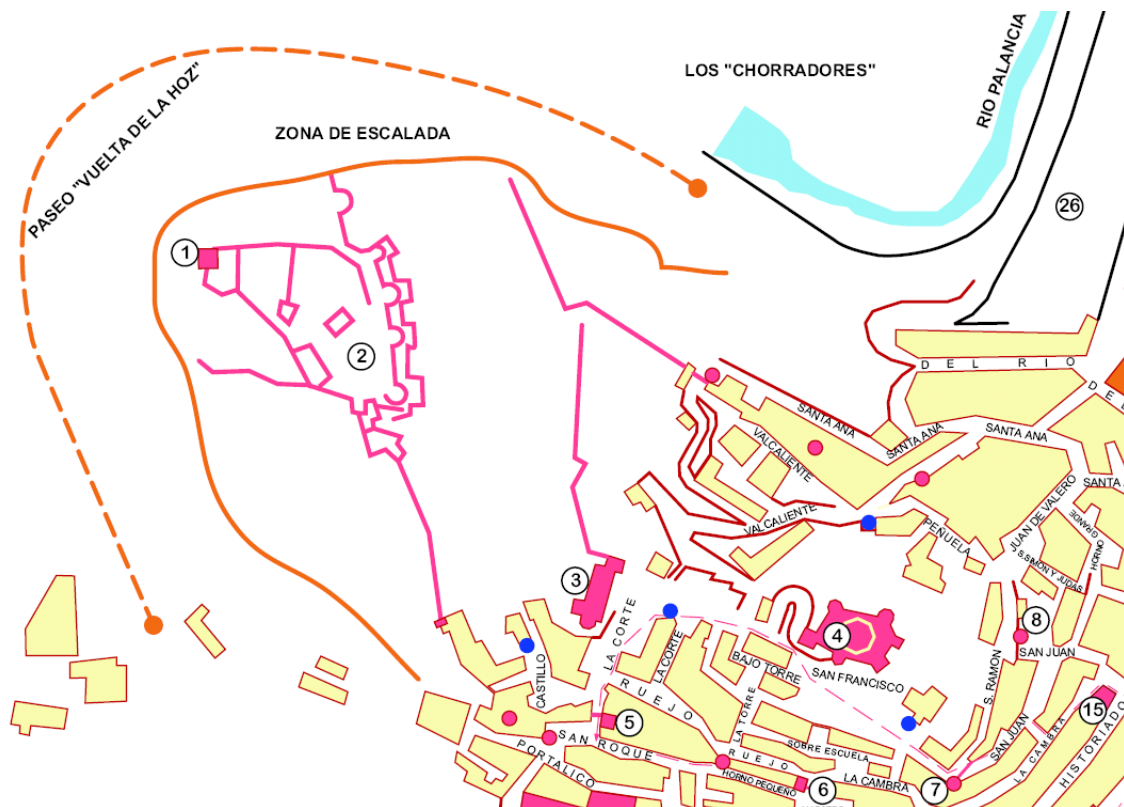 LOS "CHORRADORES"
RIO PALANCIA
PASEO "VUELTA DE LA HOZ"
ZONA DE ESCALADA
26
1
2
DEL RIO
SANTA ANA
SANTA ANA
SANTA ANA
SANTA
VALCALIENTE
VALCALIENTE
PEÑUELA
JUAN DE VALERO
HORNO
GRANDE
S.SIMON Y JUDAS
3
4
8
LA CORTE
LA CORTE
CASTILLO
BAJO TORRE
SAN FRANCISCO
S. RAMON
SAN JUAN
SAN JUAN
RUEJO
LA TORRE
5
15
SAN ROQUE
PORTALICO
RUEJO
SOBRE ESCUELA
HORNO PEQUEÑO
6
LA CAMBRA
7
LA CAMBRA
HISTORIADO